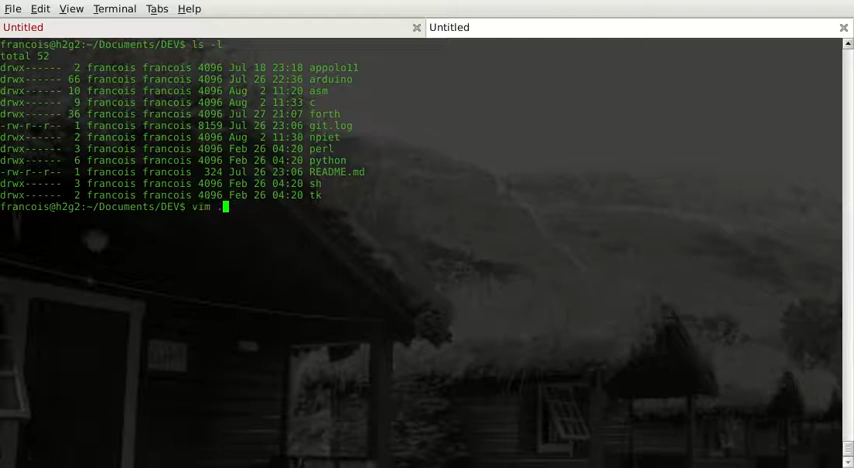 File Edit View Terminal Tabs Help
Untitled Untitled
francois@h2g2:~/Documents/DEV$ ls -l
total 52
drwx------  2 francois francois 4096 Jul 18 23:18 appolo11
drwx------ 66 francois francois 4096 Jul 26 22:36 arduino
drwx------ 10 francois francois 4096 Aug  2 11:20 asm
drwx------  9 francois francois 4096 Aug  2 11:33 c
drwx------ 36 francois francois 4096 Jul 27 21:07 forth
-rw-r--r--  1 francois francois 8159 Jul 26 23:06 git.log
drwx------  2 francois francois 4096 Aug  2 11:30 npiet
drwx------  3 francois francois 4096 Feb 26 04:20 perl
drwx------  6 francois francois 4096 Feb 26 04:20 python
-rw-r--r--  1 francois francois  324 Jul 26 23:06 README.md
drwx------  3 francois francois 4096 Feb 26 04:20 sh
drwx------  2 francois francois 4096 Feb 26 04:20 tk
francois@h2g2:~/Documents/DEV$ vim .